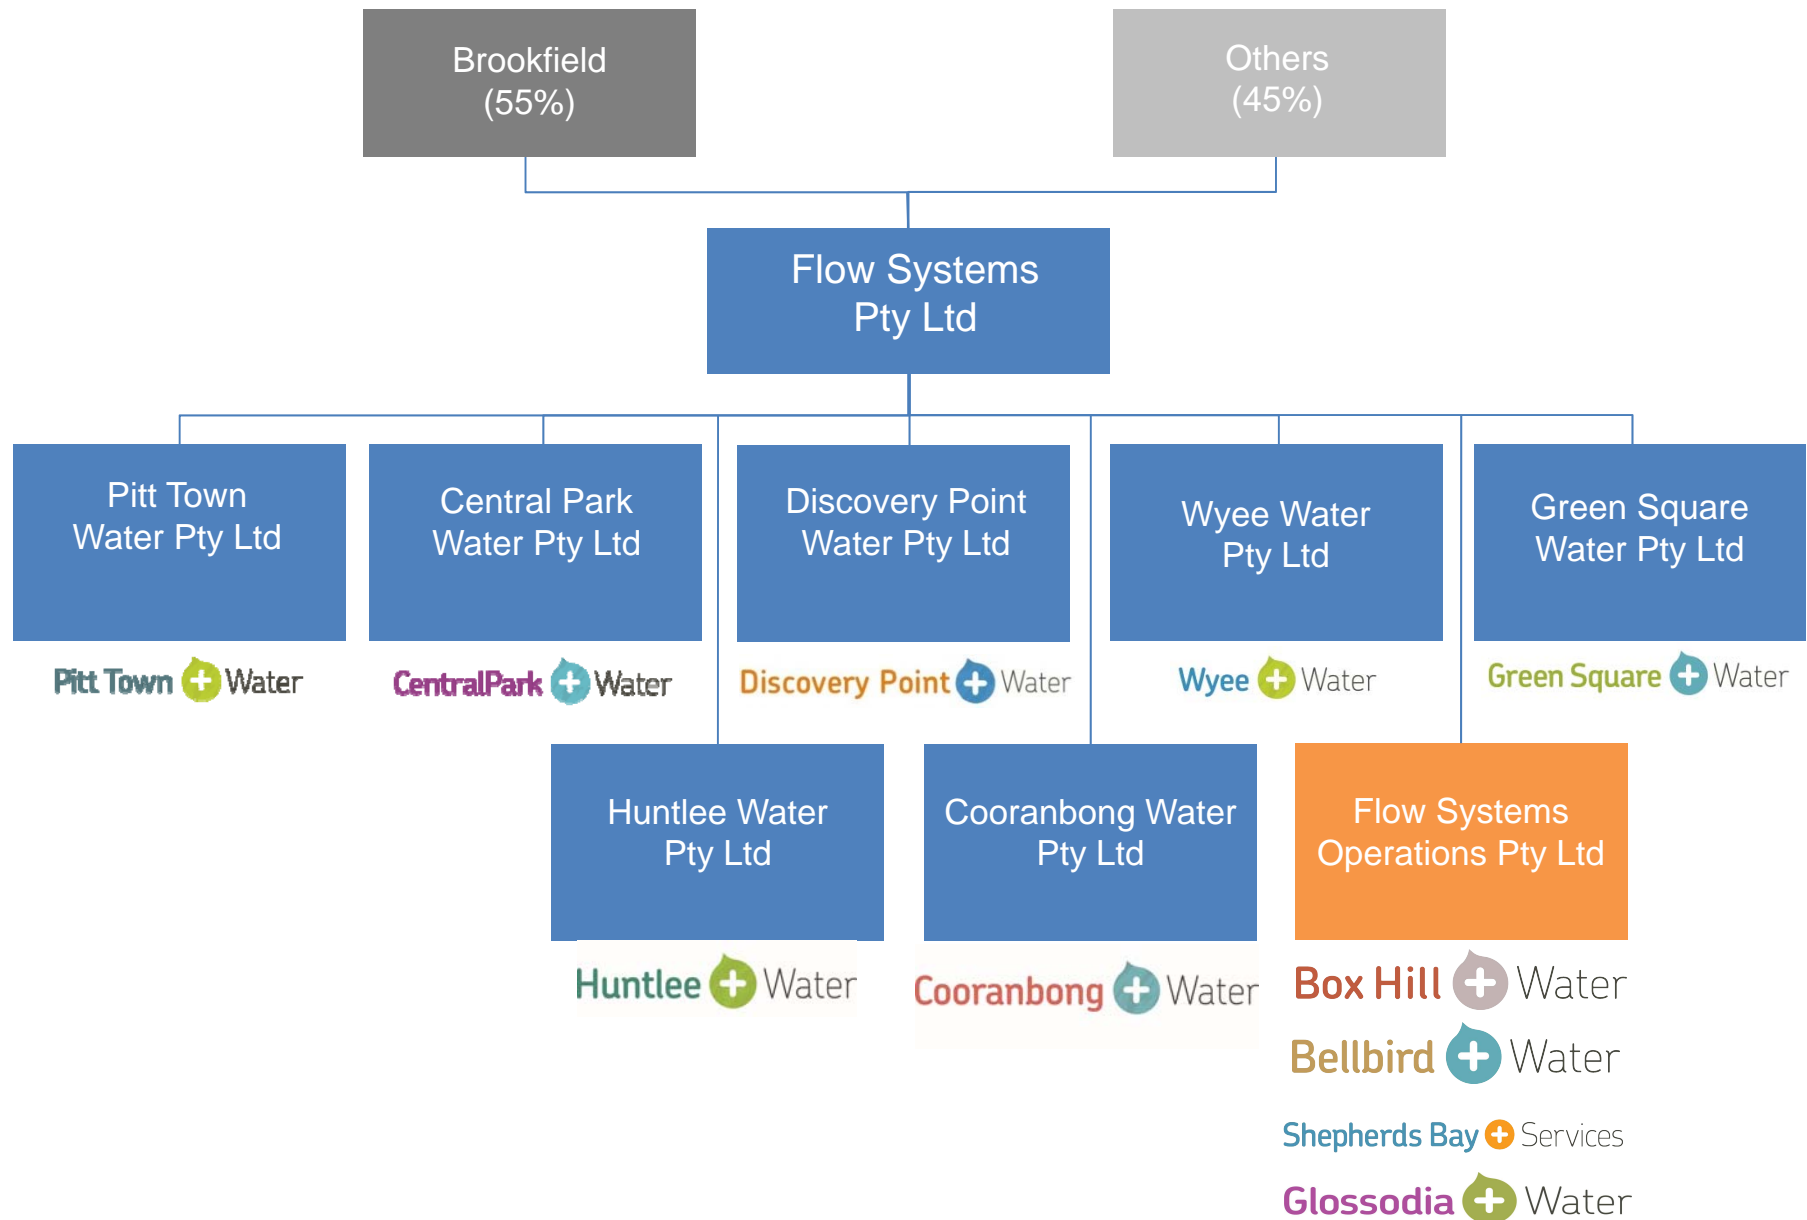 Brookfield
(55%)
Others
(45%)
Flow Systems
Pty Ltd
Pitt Town
Water Pty Ltd
Central Park
Water Pty Ltd
Discovery Point
Water Pty Ltd
Wyee Water
Pty Ltd
Green Square
Water Pty Ltd
Pitt Town + Water
CentralPark + Water
Discovery Point + Water
Wyee + Water
Green Square + Water
Huntlee Water
Pty Ltd
Cooranbong Water
Pty Ltd
Flow Systems
Operations Pty Ltd
Huntlee + Water
Cooranbong + Water
Box Hill + Water
Bellbird + Water
Shepherds Bay + Services
Glossodia + Water